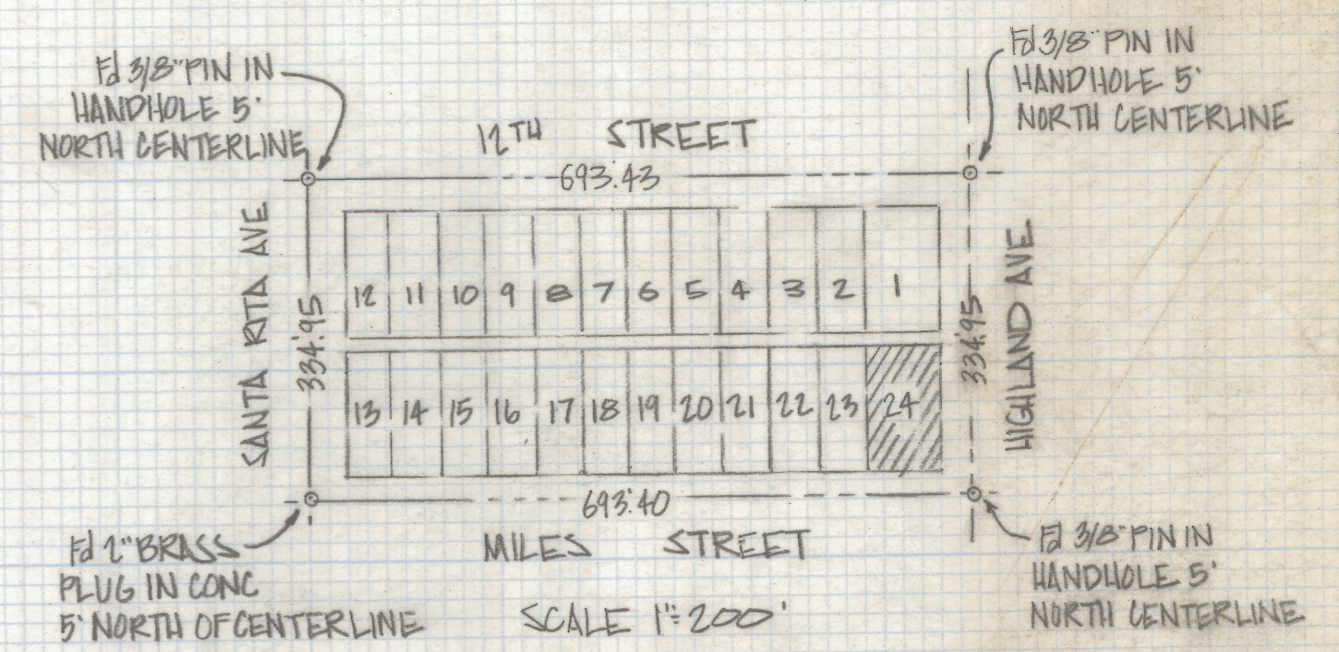 Fd 3/8" PIN IN
HANDHOLE 5'
NORTH CENTERLINE
Fd 3/8" PIN IN
HANDHOLE 5'
NORTH CENTERLINE
12TH STREET
693.43
SANTA RITA AVE
334.95
12 11 10 9 8 7 6 5 4 3 2 1
13 14 15 16 17 18 19 20 21 22 23 24
334.95
HIGHLAND AVE
693.40
MILES STREET
Fd 2" BRASS
PLUG IN CONC
5' NORTH OF CENTERLINE
SCALE 1"=200'
Fd 3/8" PIN IN
HANDHOLE 5'
NORTH CENTERLINE